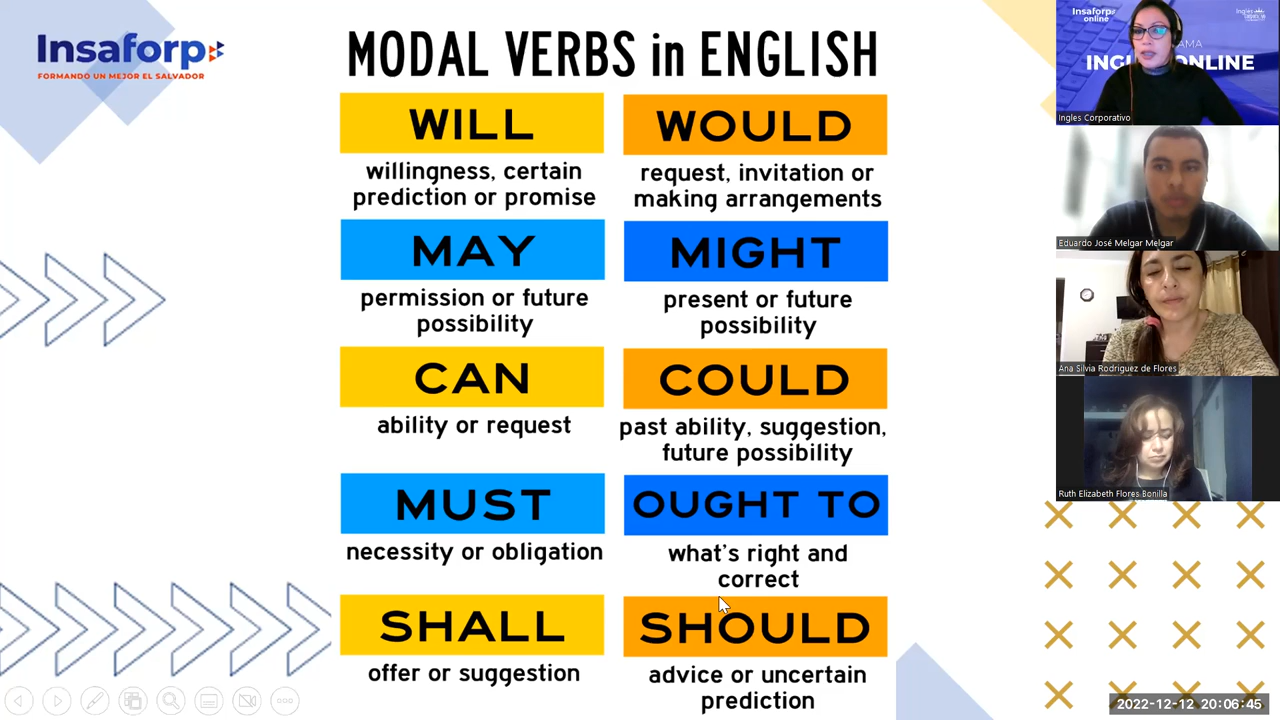 Insaforp
FORMANDO UN MEJOR EL SALVADOR
MODAL VERBS in ENGLISH
WILL
willingness, certain
prediction or promise
WOULD
request, invitation or
making arrangements
MAY
permission or future
possibility
MIGHT
present or future
possibility
CAN
ability or request
COULD
past ability, suggestion,
future possibility
MUST
necessity or obligation
OUGHT TO
what's right and
correct
SHALL
offer or suggestion
SHOULD
advice or uncertain
prediction
Insaforp
online
Ingles Corporativo
Eduardo José Melgar Melgar
Ana Silvia Rodriguez de Flores
Ruth Elizabeth Flores Bonilla
2022-12-12 20:06:45